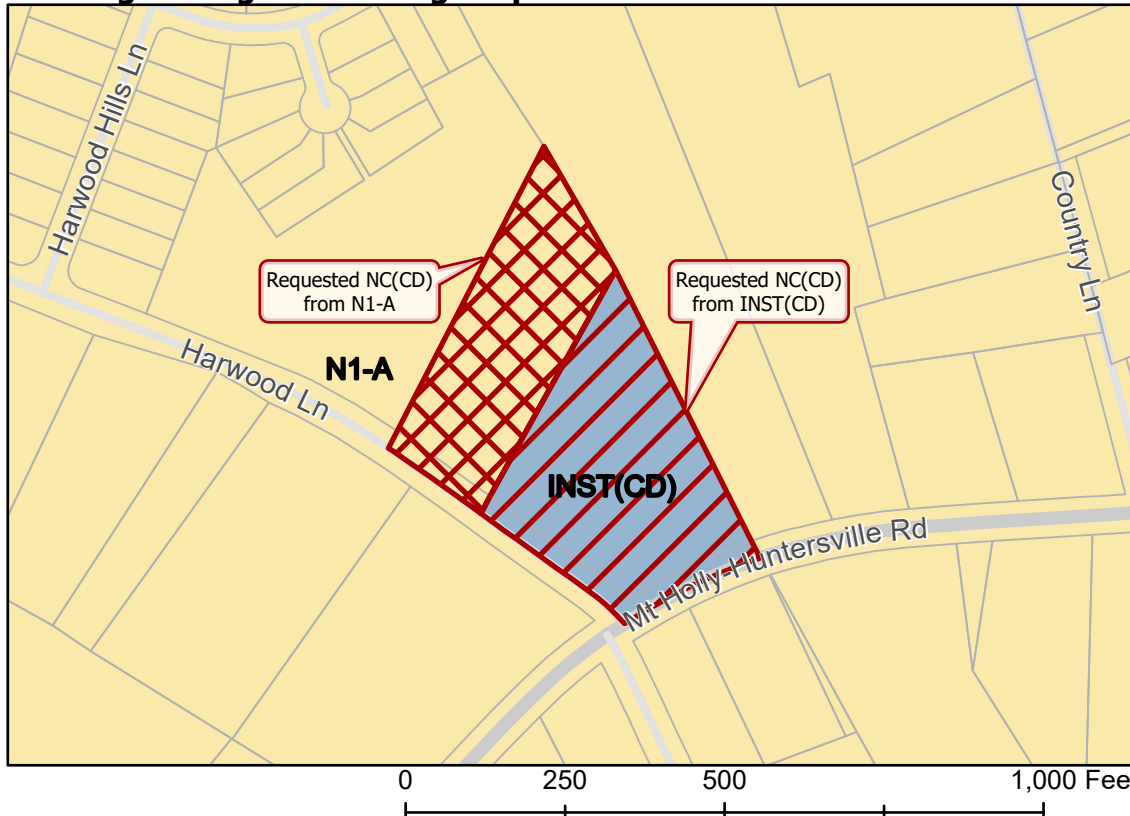 Harwood Hills Ln
Country Ln
Requested NC(CD)
from N1-A
Requested NC(CD)
from INST(CD)
N1-A
Harwood Ln
INST(CD)
Mt Holly-Huntersville Rd
0 250 500 1,000 Fee